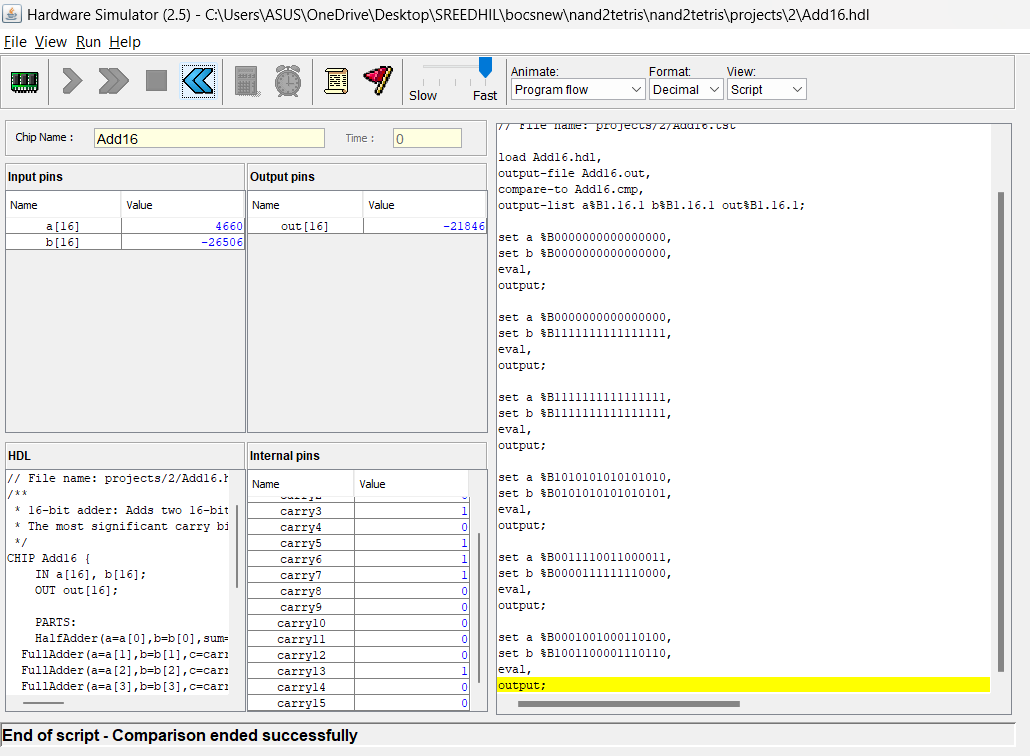 Hardware Simulator (2.5) - C:\Users\ASUS\OneDrive\Desktop\SREEDHIL\bocsnew\nand2tetris\nand2tetris\projects\2\Add16.hdl
File View Run Help
Slow Fast
Animate: Format: View:
Program flow Decimal Script
Chip Name : Add16 Time : 0
Input pins
Name Value
a[16] 4660
b[16] -26506
Output pins
Name Value
out[16] -21846
HDL
// File name: projects/2/Add16.h
/**
* 16-bit adder: Adds two 16-bit
* The most significant carry bi
*/
CHIP Add16 {
IN a[16], b[16];
OUT out[16];
PARTS:
HalfAdder(a=a[0],b=b[0],sum=
FullAdder(a=a[1],b=b[1],c=carr
FullAdder(a=a[2],b=b[2],c=carr
FullAdder(a=a[3],b=b[3],c=carr
Internal pins
Name Value
carry2 0
carry3 1
carry4 0
carry5 1
carry6 1
carry7 1
carry8 0
carry9 0
carry10 0
carry11 0
carry12 0
carry13 1
carry14 0
carry15 0
// File name: projects/2/Add16.tst
load Add16.hdl,
output-file Add16.out,
compare-to Add16.cmp,
output-list a%B1.16.1 b%B1.16.1 out%B1.16.1;
set a %B0000000000000000,
set b %B0000000000000000,
eval,
output;
set a %B0000000000000000,
set b %B1111111111111111,
eval,
output;
set a %B1111111111111111,
set b %B1111111111111111,
eval,
output;
set a %B1010101010101010,
set b %B0101010101010101,
eval,
output;
set a %B0011110011000011,
set b %B0000111111110000,
eval,
output;
set a %B0001001000110100,
set b %B1001100001110110,
eval,
output;
End of script - Comparison ended successfully